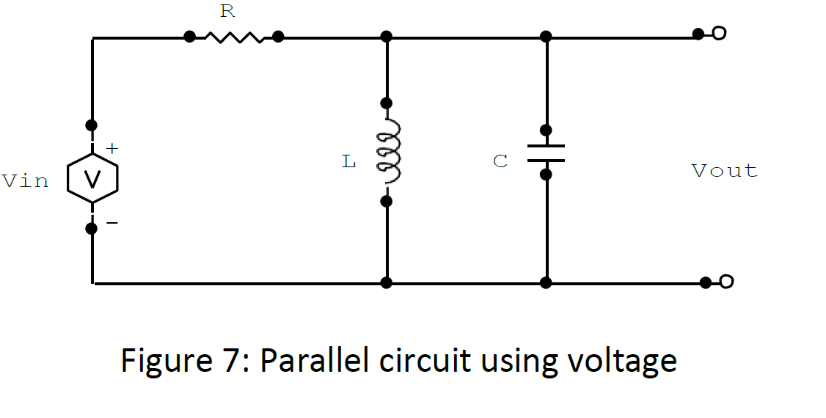 R
+
L
C
Vin
V
Vout
−
Figure 7: Parallel circuit using voltage